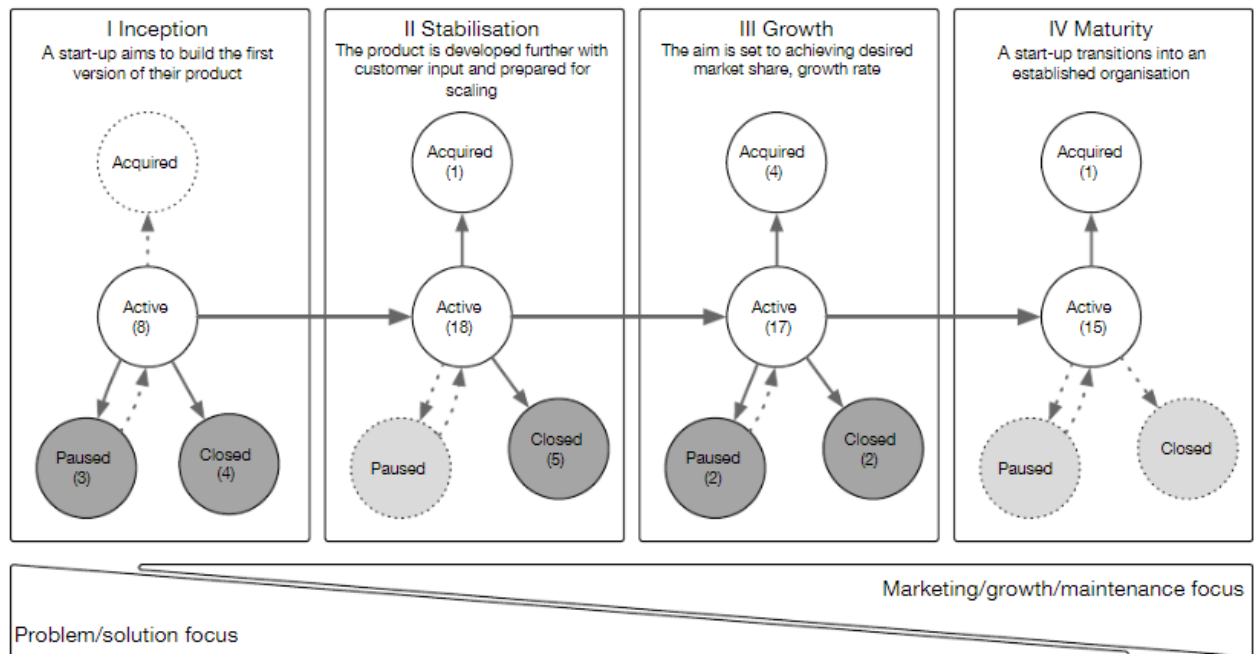 I Inception
A start-up aims to build the first
version of their product
Acquired
Active
(8)
Paused
(3)
Closed
(4)
II Stabilisation
The product is developed further with
customer input and prepared for
scaling
Acquired
(1)
Active
(18)
Paused
Closed
(5)
III Growth
The aim is set to achieving desired
market share, growth rate
Acquired
(4)
Active
(17)
Paused
(2)
Closed
(2)
IV Maturity
A start-up transitions into an
established organisation
Acquired
(1)
Active
(15)
Paused
Closed
Marketing/growth/maintenance focus
Problem/solution focus